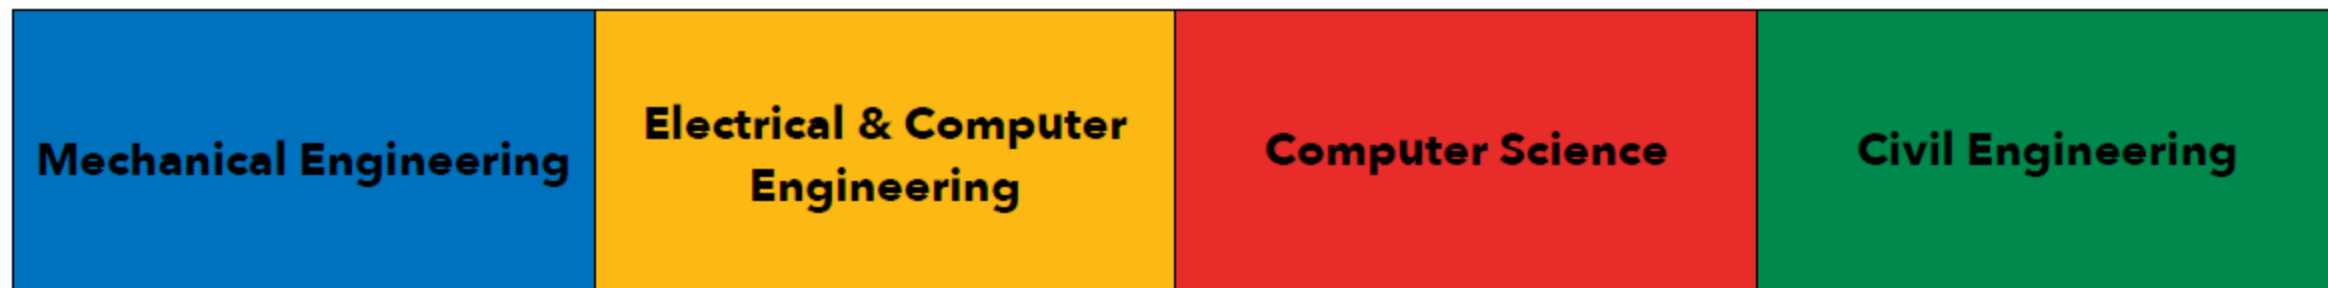 Mechanical Engineering
Electrical & Computer
Engineering
Computer Science
Civil Engineering